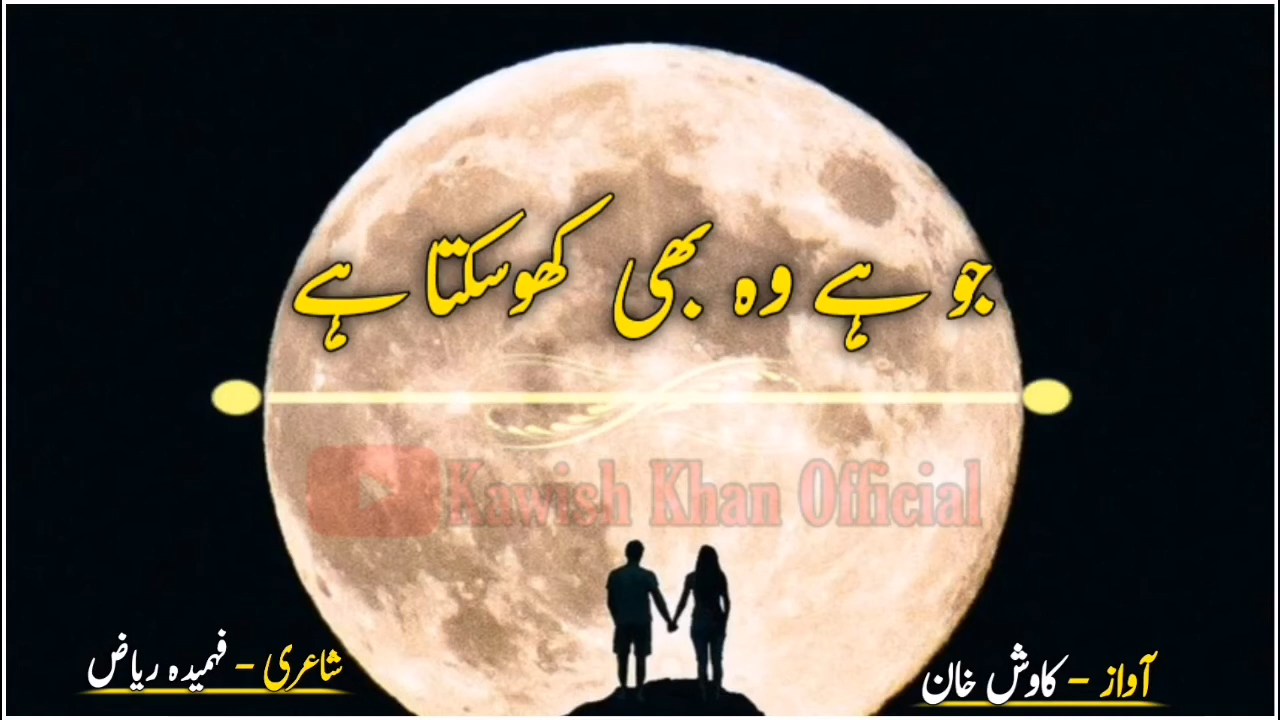 جو ہے وہ بھی کھو سکتا ہے
Kawish Khan Official
آواز - کاوش خان
شاعری - فہمیدہ ریاض